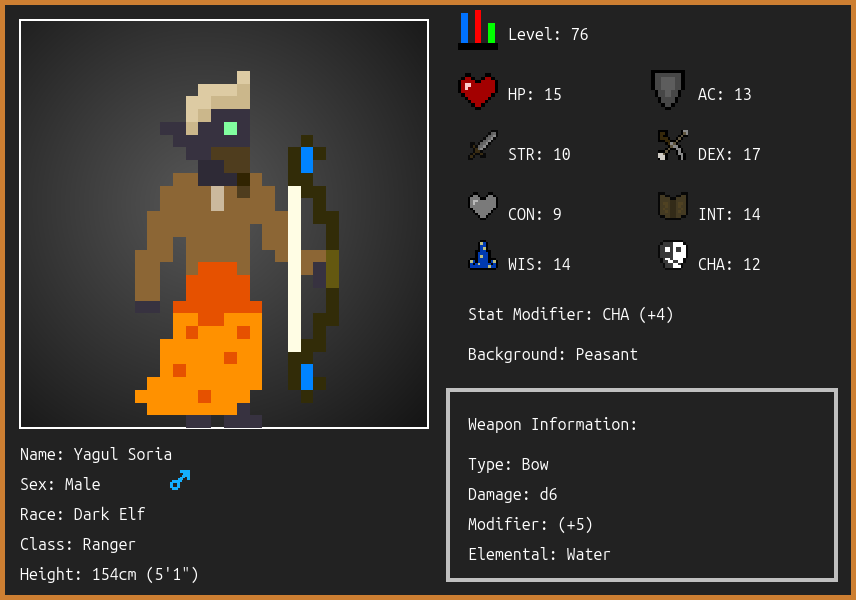 Level: 76
HP: 15
AC: 13
STR: 10
DEX: 17
CON: 9
INT: 14
WIS: 14
CHA: 12
Stat Modifier: CHA (+4)
Background: Peasant
Weapon Information:
Type: Bow
Damage: d6
Modifier: (+5)
Elemental: Water
Name: Yagul Soria
Sex: Male
Race: Dark Elf
Class: Ranger
Height: 154cm (5'1")